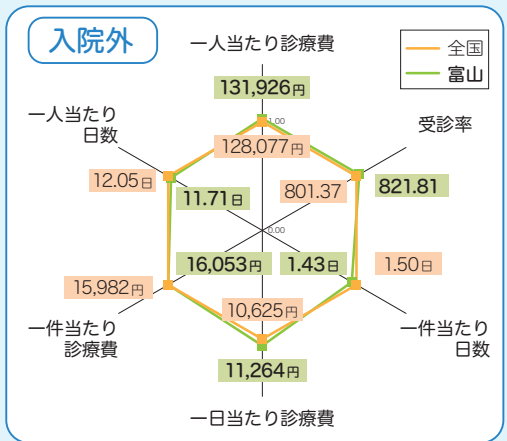 入院外
全国
富山
一人当たり診療費
131,926円
1.00
128,077円
受診率
801.37
821.81
一人当たり
日数
12.05日
11.71日
0.00
16,053円
1.43日
1.50日
15,982円
一件当たり
診療費
10,625円
一件当たり
日数
11,264円
一日当たり診療費